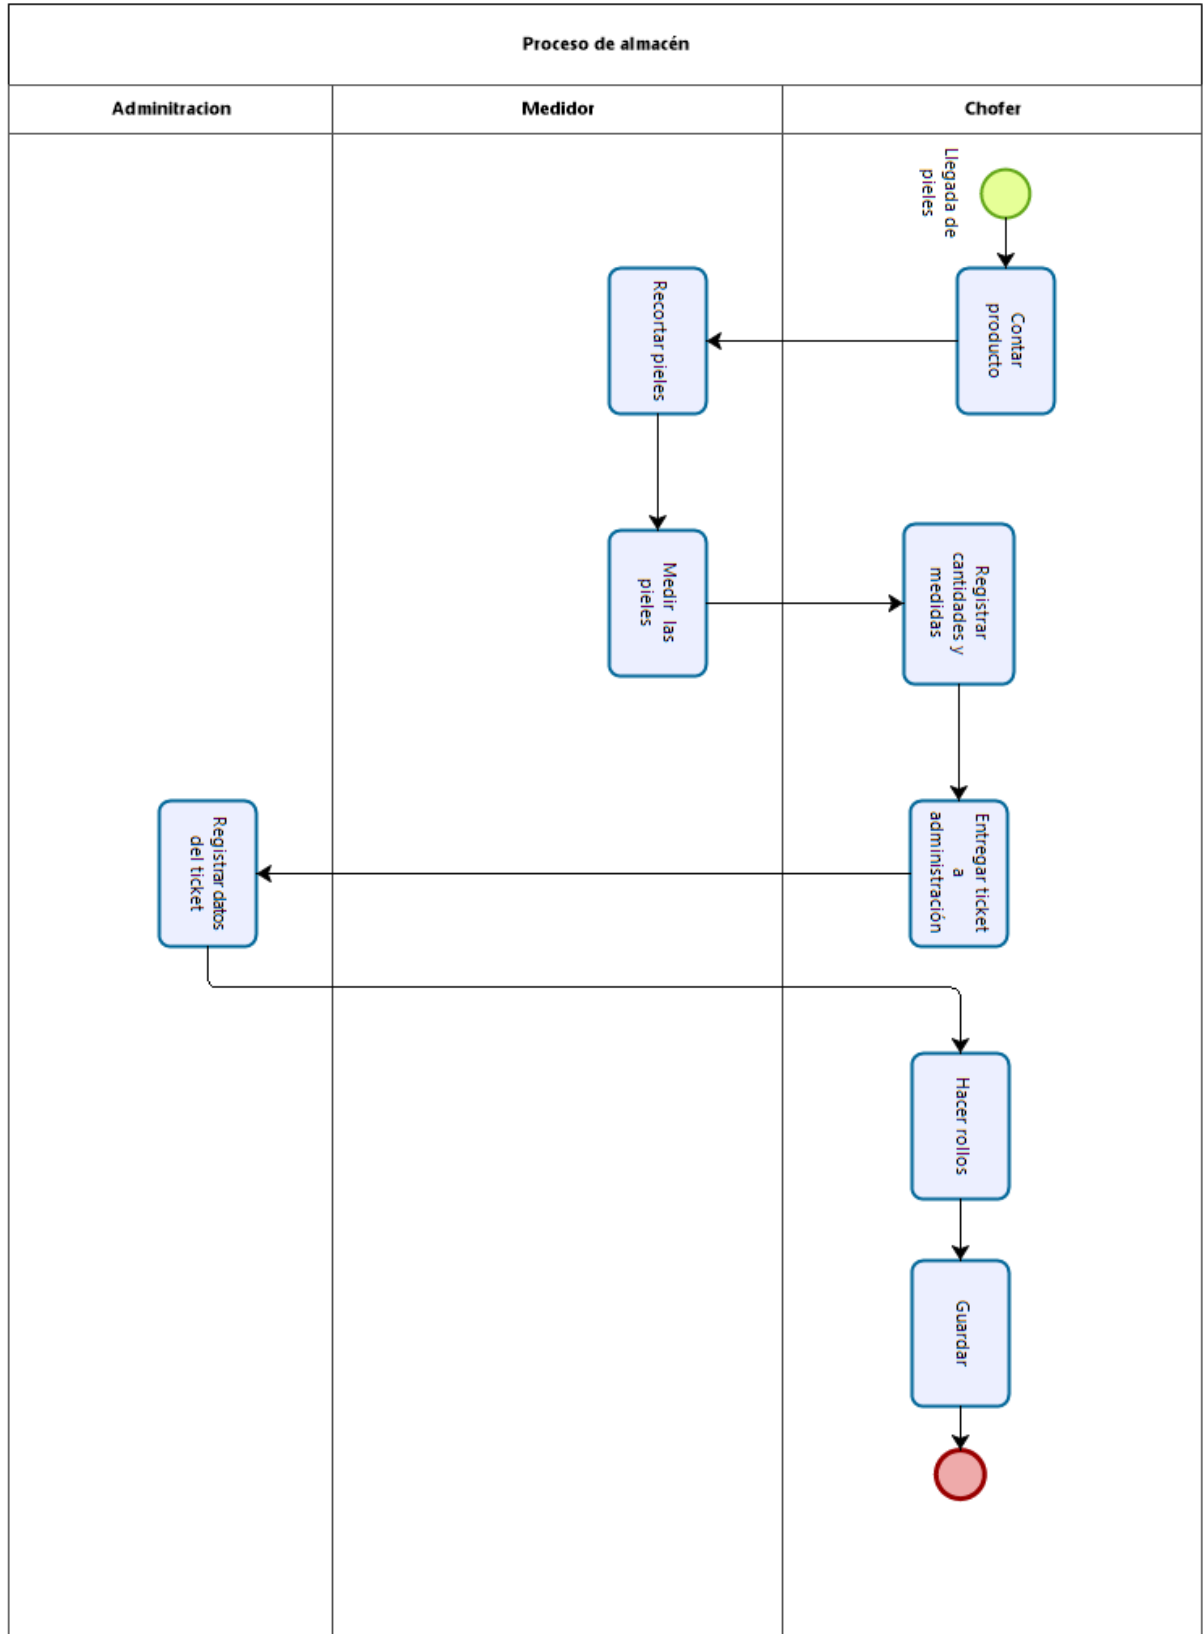 Proceso de almacén
Adminitracion
Medidor
Chofer
Llegada de
pieles
Contar
producto
Recortar pieles
Medir las
pieles
Registrar
cantidades y
medidas
Entregar ticket
a
administración
Registrar datos
del ticket
Hacer rollos
Guardar